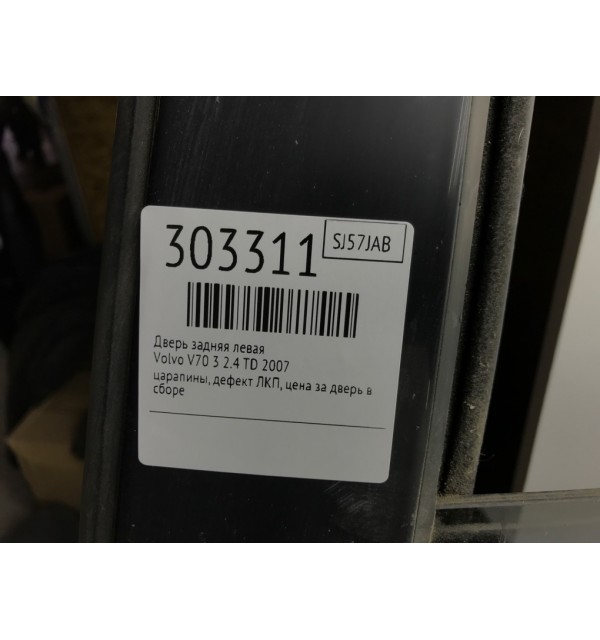 303311
SJ57JAB
Дверь задняя левая
Volvo V70 3 2.4 TD 2007
царапины, дефект ЛКП, цена за дверь в
сборе